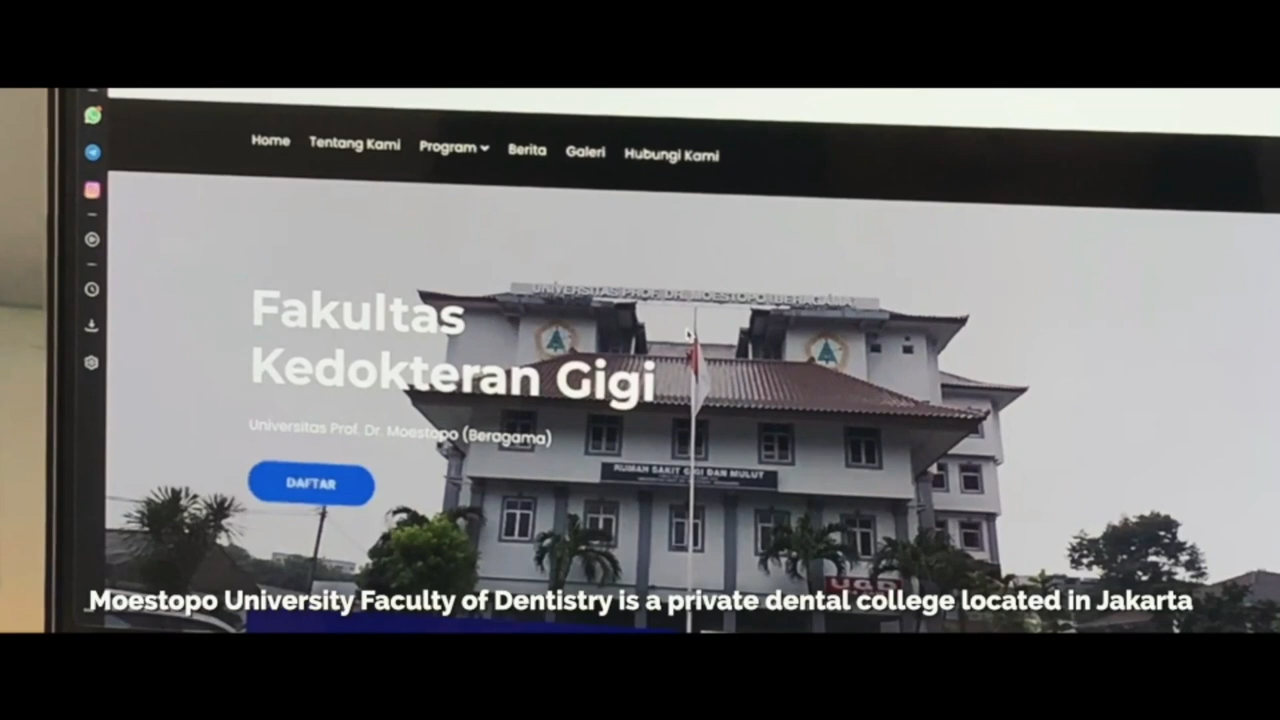 Home Tentang Kami Program Berita Galeri Hubungi Kami
UNIVERSITAS PROF. DR. MOESTOPO (BERAGAMA)
Fakultas
Kedokteran Gigi
Universitas Prof. Dr. Moestopo (Beragama)
RUMAH SAKIT GIGI DAN MULUT
DAFTAR
UGD
Moestopo University Faculty of Dentistry is a private dental college located in Jakarta